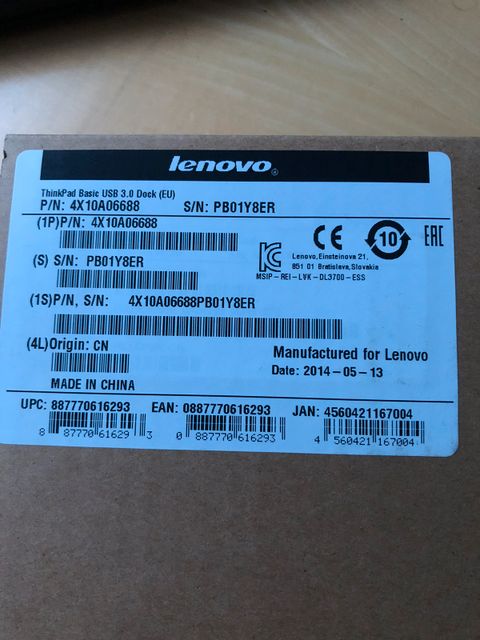 lenovo
ThinkPad Basic USB 3.0 Dock (EU)
P/N: 4X10A06688 S/N: PB01Y8ER
(1P)P/N: 4X10A06688
(S) S/N: PB01Y8ER
CE 10 EAC
Lenovo, Einsteinova 21,
851 01 Bratislava, Slovakia
MSIP-REI-LVK-DL3700-ESS
(1S)P/N, S/N: 4X10A06688PB01Y8ER
(4L)Origin: CN
Manufactured for Lenovo
Date: 2014-05-13
MADE IN CHINA
UPC: 887770616293 EAN: 0887770616293 JAN: 4560421167004
8 87770 61629 3 0 887770 616293 4 560421 167004